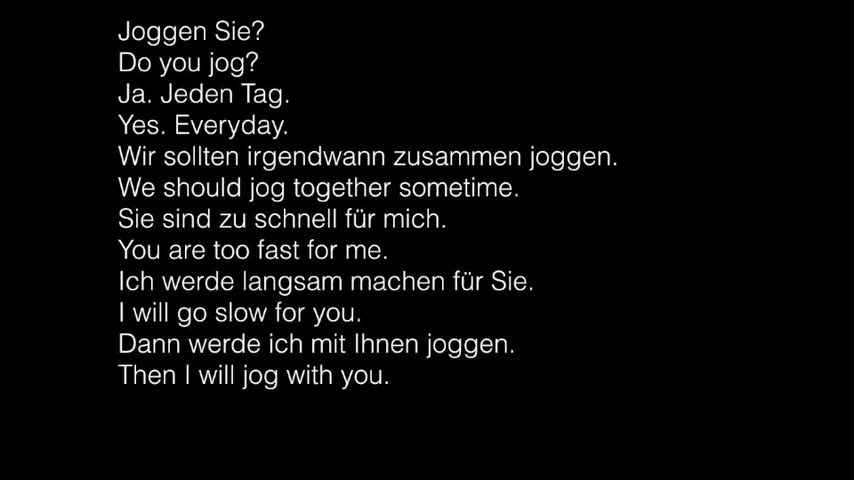 Joggen Sie?
Do you jog?
Ja. Jeden Tag.
Yes. Everyday.
Wir sollten irgendwann zusammen joggen.
We should jog together sometime.
Sie sind zu schnell für mich.
You are too fast for me.
Ich werde langsam machen für Sie.
I will go slow for you.
Dann werde ich mit Ihnen joggen.
Then I will jog with you.